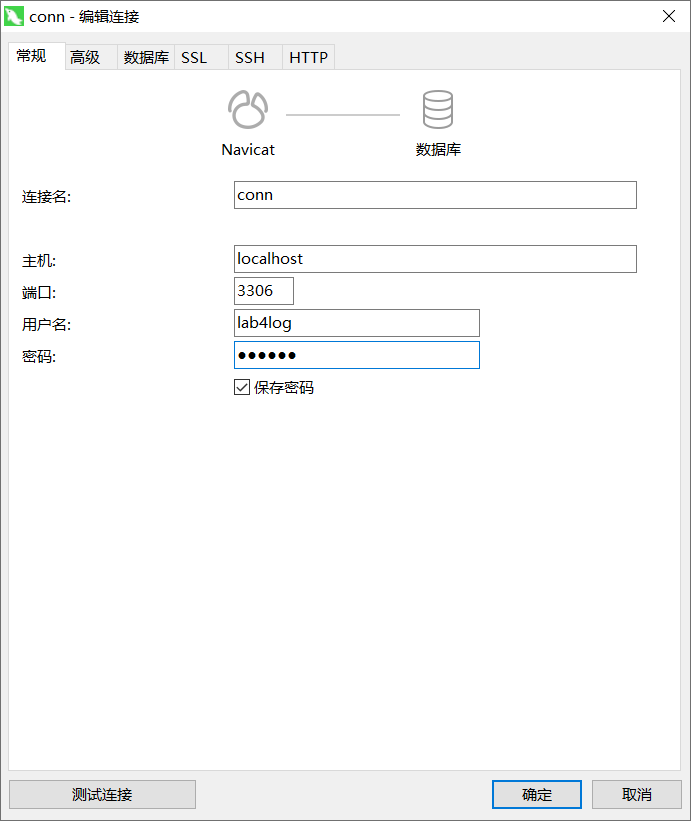 conn - 编辑连接
常规 高级 数据库 SSL SSH HTTP
Navicat 数据库
连接名: conn
主机: localhost
端口: 3306
用户名: lab4log
密码: ●●●●●●
保存密码
测试连接 确定 取消